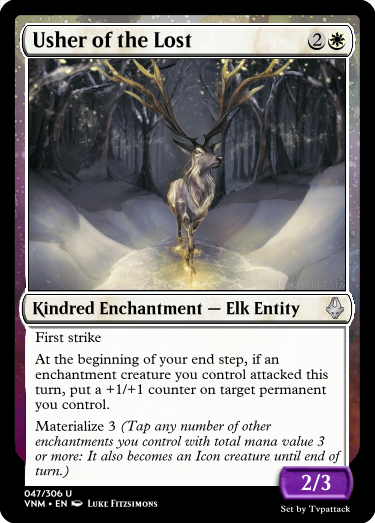 Usher of the Lost 2
Kindred Enchantment — Elk Entity
First strike
At the beginning of your end step, if an
enchantment creature you control attacked this
turn, put a +1/+1 counter on target permanent
you control.
Materialize 3 (Tap any number of other
enchantments you control with total mana value 3
or more: It also becomes an Icon creature until end of
turn.)
2/3
047/306 U
VNM • EN Luke Fitzsimons
Set by Tvpattack